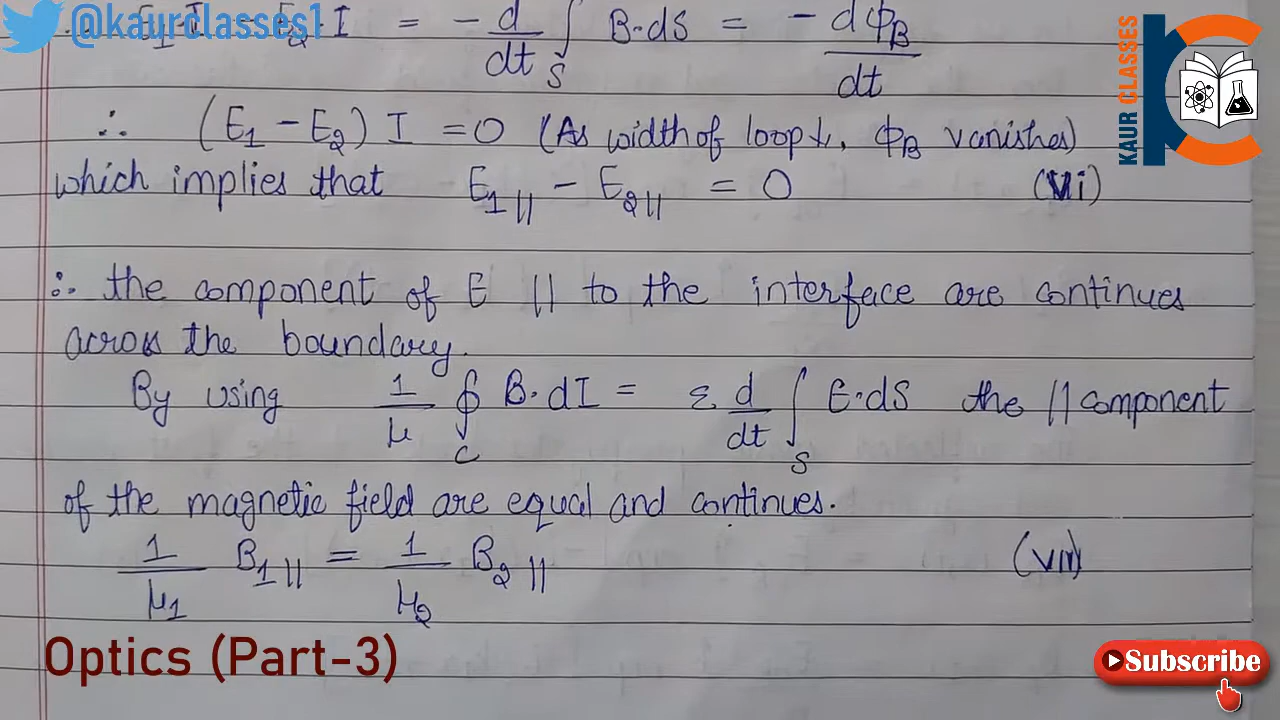 @kaurclasses1
∴ E₁·I - E₂·I = - d/dt ∫_S B·dS = - dφ_B/dt
∴ (E₁ - E₂) I = 0 (As width of loop ↓, φ_B vanishes)
which implies that E₁∥ - E₂∥ = 0 (vi)
∴ the component of E ∥ to the interface are continues
across the boundary.
By using 1/μ ∮_C B·dI = ε d/dt ∫_S E·dS the ∥ component
of the magnetic field are equal and continues.
1/μ₁ B₁∥ = 1/μ₂ B₂∥ (vii)
Optics (Part-3)
KAUR CLASSES
Subscribe